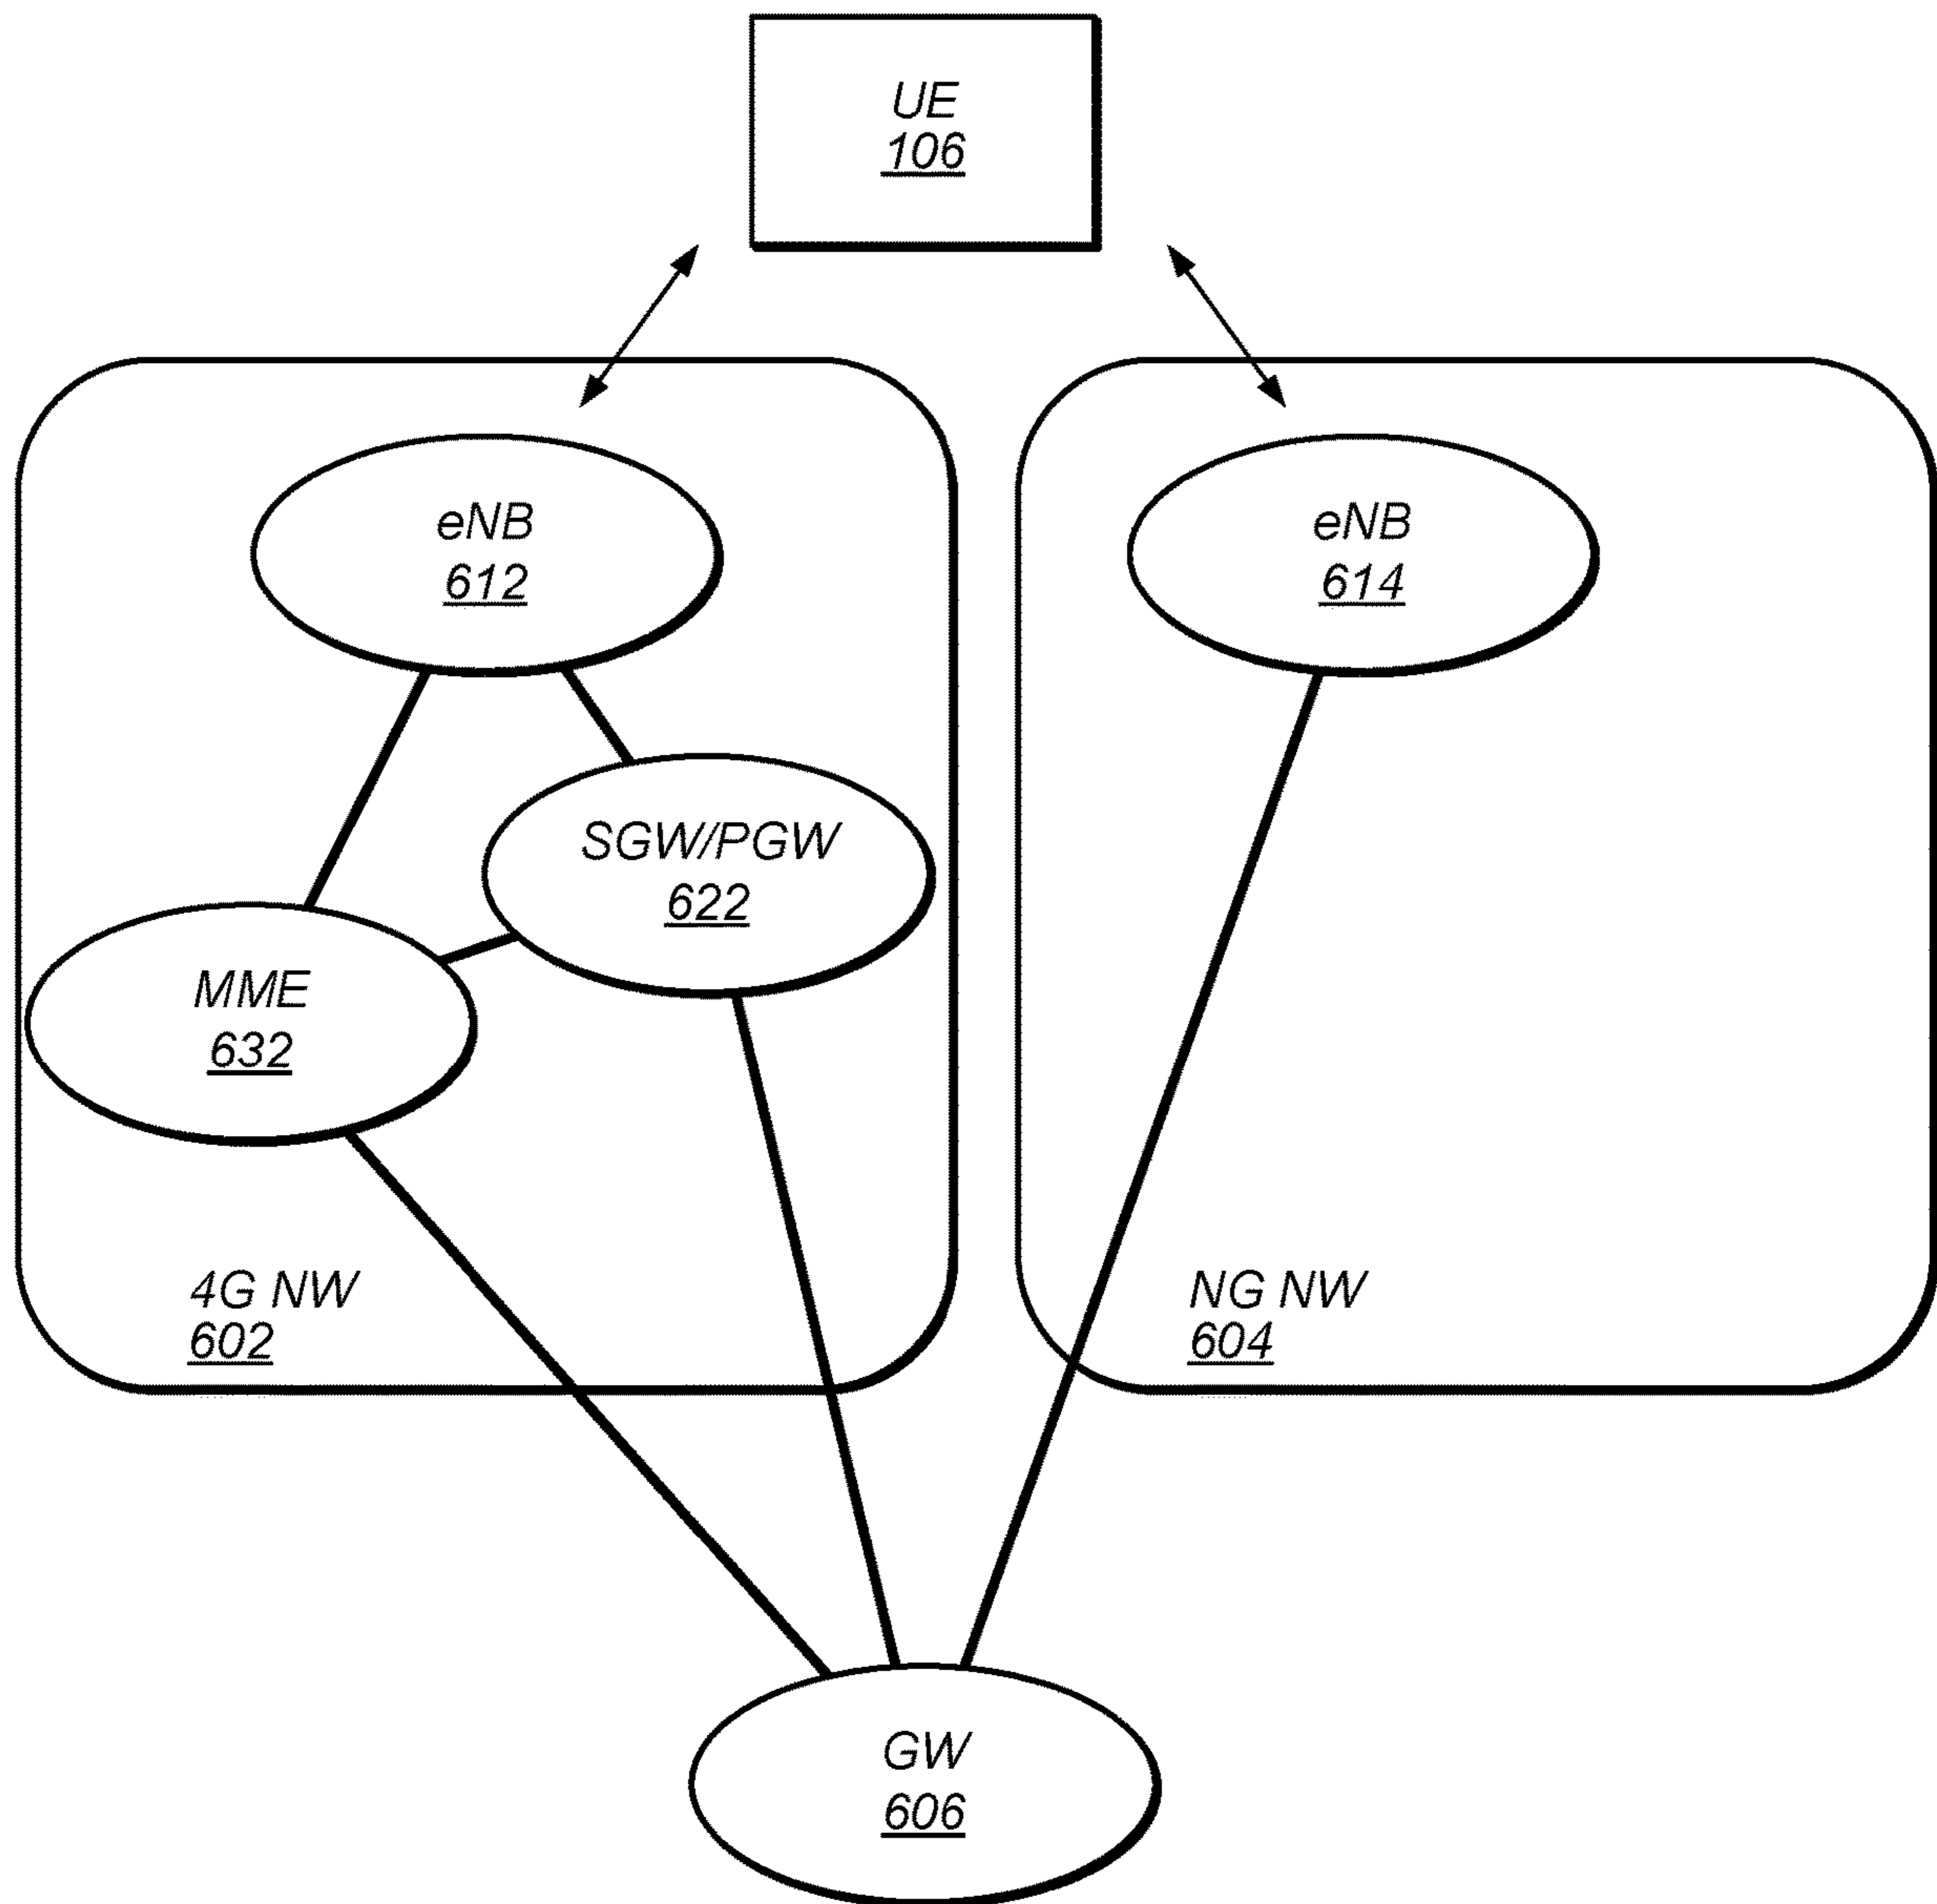 UE
106
eNB
612
eNB
614
SGW/PGW
622
MME
632
4G NW
602
NG NW
604
GW
606